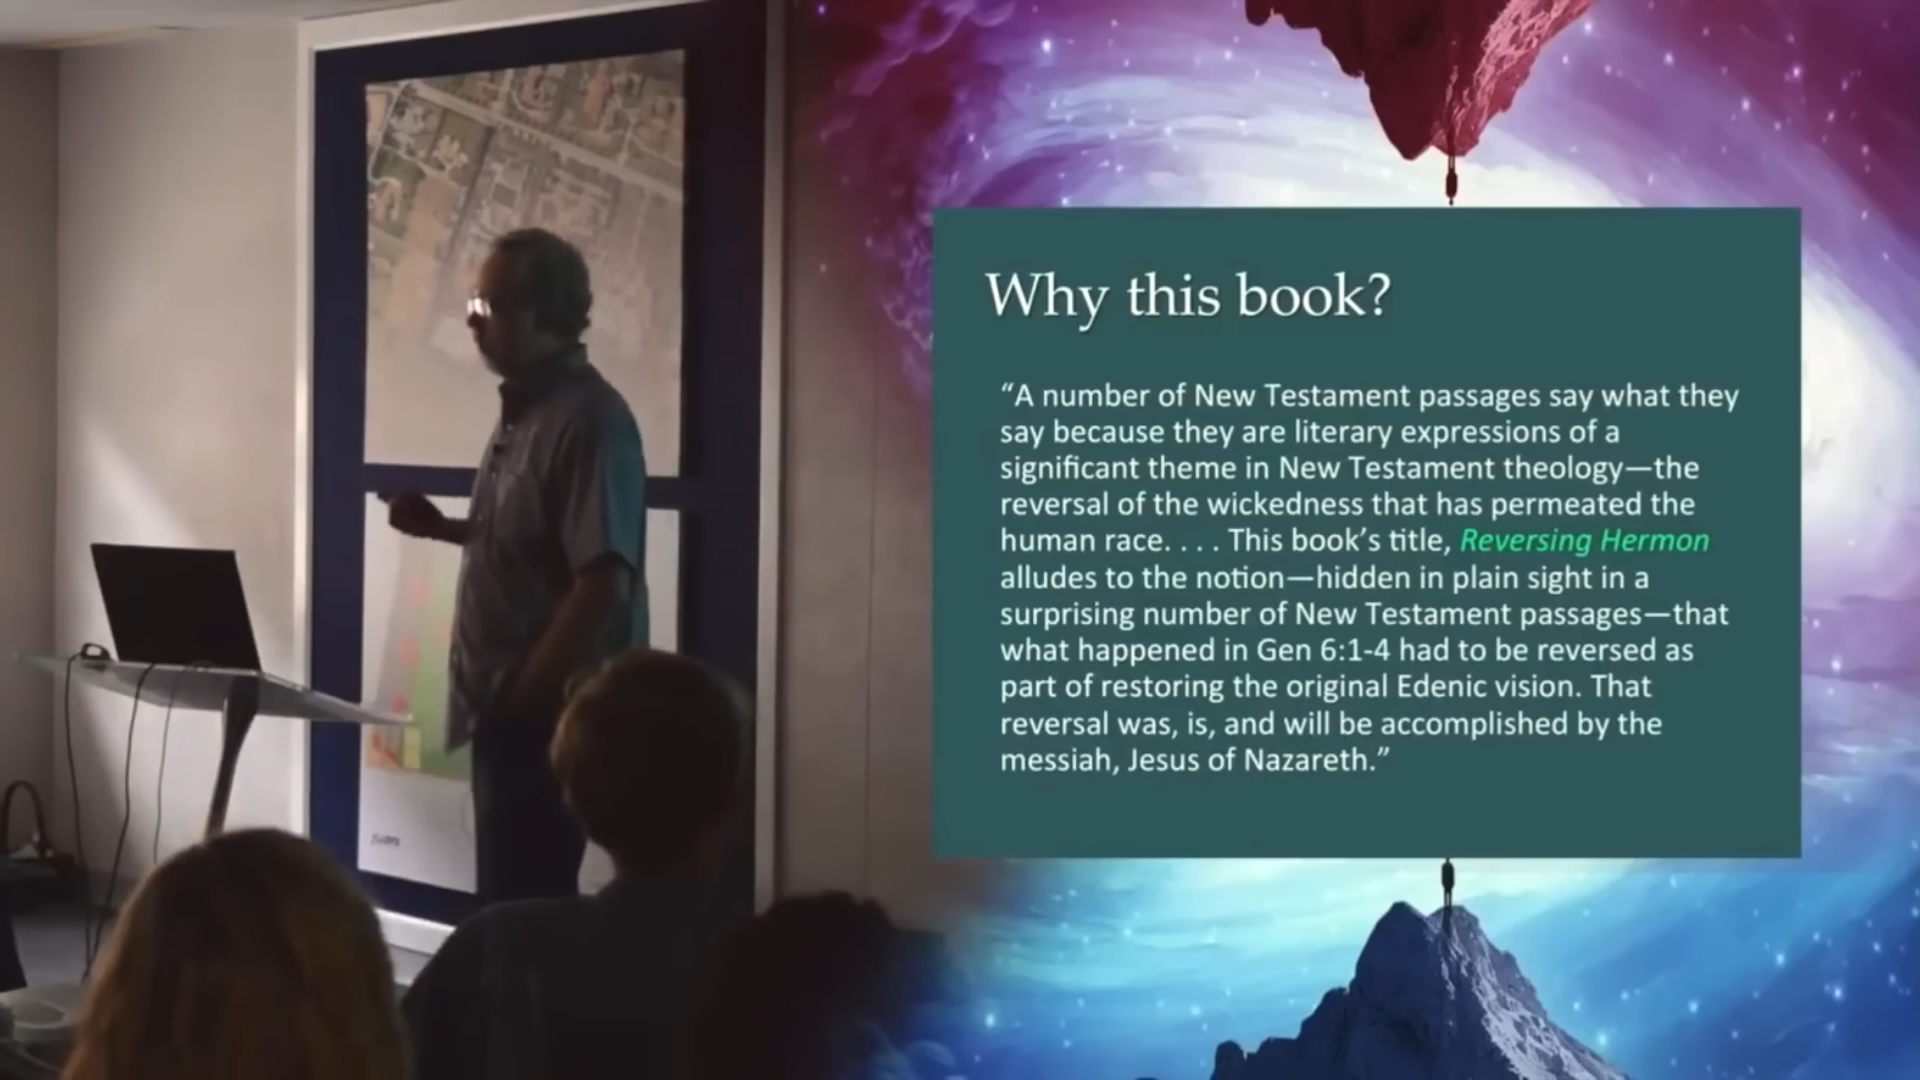 Why this book?
“A number of New Testament passages say what they
say because they are literary expressions of a
significant theme in New Testament theology—the
reversal of the wickedness that has permeated the
human race. . . . This book’s title, Reversing Hermon
alludes to the notion—hidden in plain sight in a
surprising number of New Testament passages—that
what happened in Gen 6:1-4 had to be reversed as
part of restoring the original Edenic vision. That
reversal was, is, and will be accomplished by the
messiah, Jesus of Nazareth.”